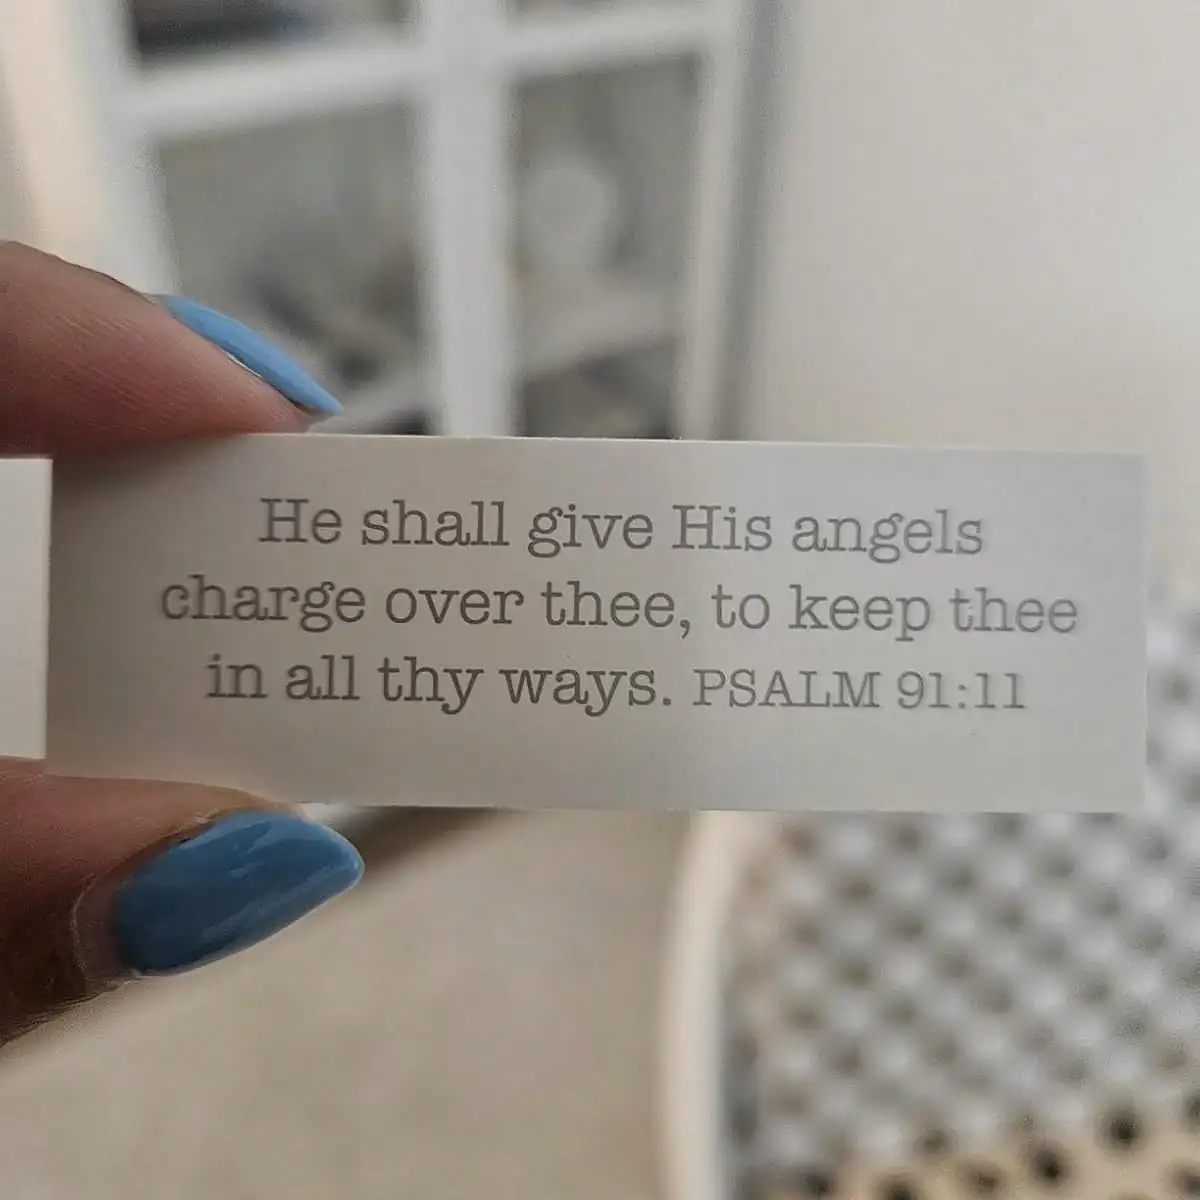 He shall give His angels
charge over thee, to keep thee
in all thy ways. PSALM 91:11